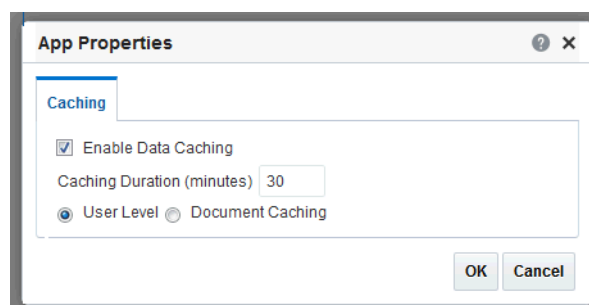 App Properties
Caching
Enable Data Caching
Caching Duration (minutes) 30
User Level Document Caching
OK Cancel